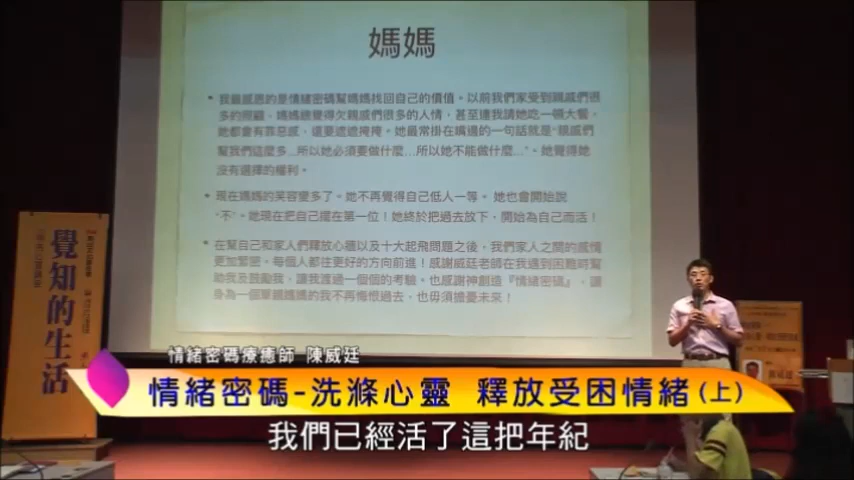 媽媽
• 我最感恩的是情緒密碼幫媽媽找回自己的價值。以前我們家受到親戚們很
多的照顧，媽媽總覺得欠親戚們很多的人情，甚至連我請她吃一頓大餐，
她都會有罪惡感，還要遮遮掩掩。她最常掛在嘴邊的一句話就是"親戚們
幫我們這麼多...所以她必須要做什麼...所以她不能做什麼..."。她覺得她
沒有選擇的權利。
• 現在媽媽的笑容變多了。她不再覺得自己低人一等。她也會開始說
"不"。她現在把自己擺在第一位！她終於把過去放下，開始為自己而活！
• 在幫自己和家人們釋放心牆以及十大起飛問題之後，我們家人之間的感情
更加緊密，每個人都往更好的方向前進！感謝威廷老師在我遇到困難時幫
助我及鼓勵我，讓我渡過一個個的考驗。也感謝神創造『情緒密碼』，讓
身為一個單親媽媽的我不再悔恨過去，也毋須擔憂未來！
覺知的生活
情緒密碼療癒師 陳威廷
情緒密碼-洗滌心靈 釋放受困情緒(上)
我們已經活了這把年紀